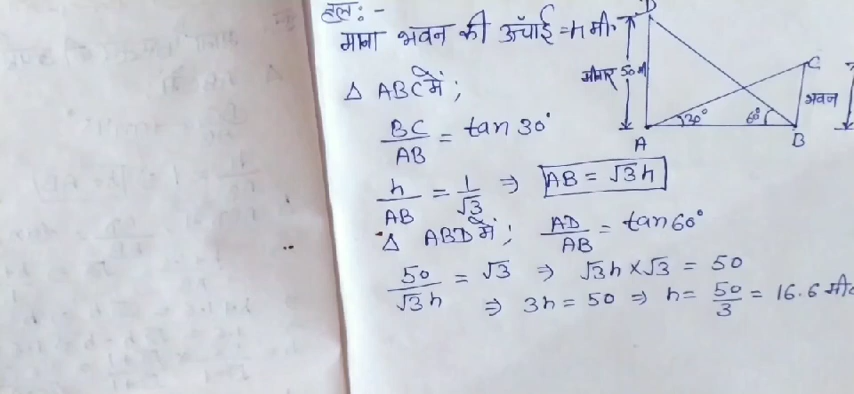 हल:-
माना भवन की ऊँचाई = h मी.
Δ ABC में;
BC/AB = tan 30°
h/AB = 1/√3 ⇒ AB = √3h
Δ ABD में; AD/AB = tan 60°
50/√3h = √3 ⇒ √3h × √3 = 50
⇒ 3h = 50 ⇒ h = 50/3 = 16.6 मी
D
C
मीनार 50 मी
भवन
30° 60°
A B